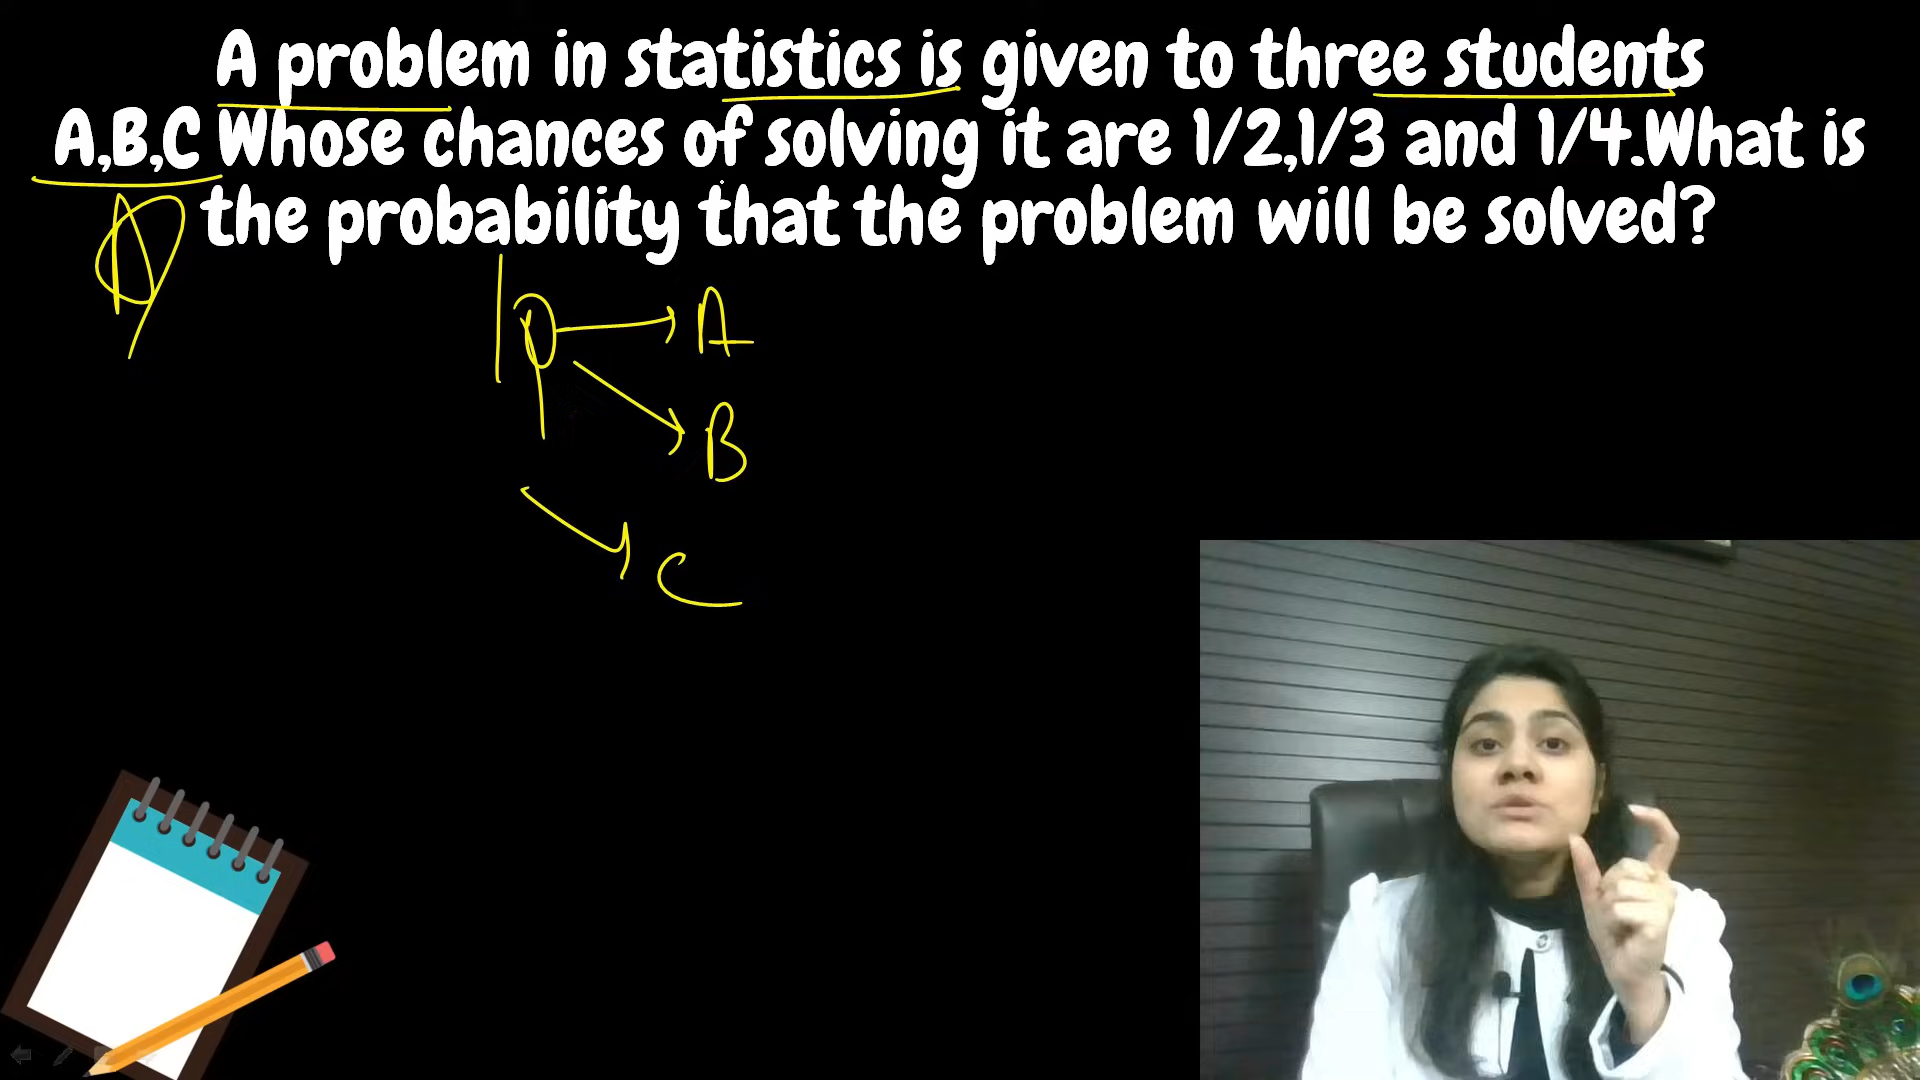 A problem in statistics is given to three students
A,B,C Whose chances of solving it are 1/2,1/3 and 1/4.What is
the probability that the problem will be solved?
P → A
B
C